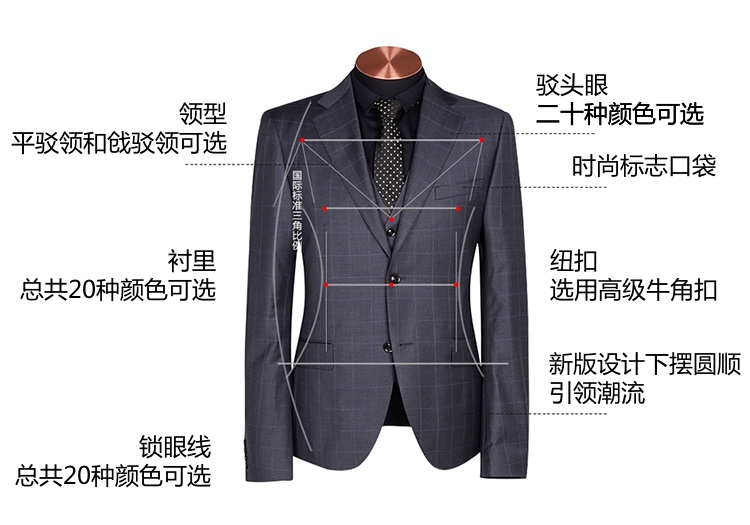 领型
平驳领和戗驳领可选
驳头眼
二十种颜色可选
时尚标志口袋
国际标准三角比例
衬里
总共20种颜色可选
纽扣
选用高级牛角扣
新版设计下摆圆顺
引领潮流
锁眼线
总共20种颜色可选